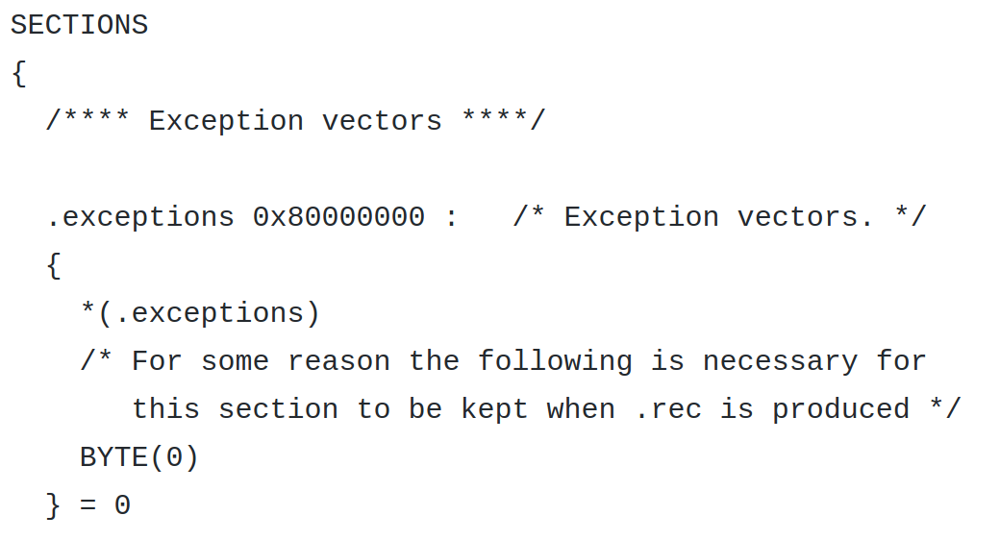 SECTIONS
{
  /**** Exception vectors ****/

  .exceptions 0x80000000 :   /* Exception vectors. */
  {
    *(.exceptions)
    /* For some reason the following is necessary for
       this section to be kept when .rec is produced */
    BYTE(0)
  } = 0